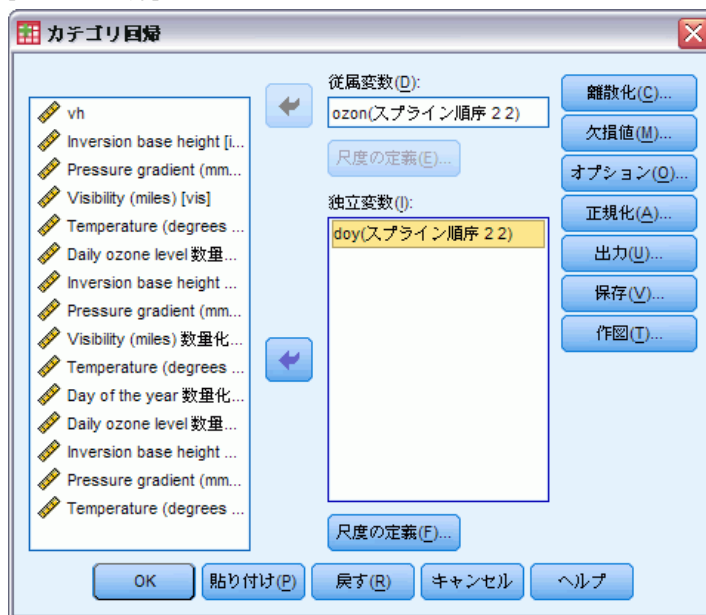 カテゴリ回帰
vh
Inversion base height [i...
Pressure gradient (mm...
Visibility (miles) [vis]
Temperature (degrees ...
Daily ozone level 数量...
Inversion base height ...
Pressure gradient (mm...
Visibility (miles) 数量化...
Temperature (degrees ...
Day of the year 数量化...
Daily ozone level 数量...
Inversion base height ...
Pressure gradient (mm...
Temperature (degrees ...
従属変数(D):
ozon(スプライン順序 2 2)
尺度の定義(E)...
独立変数(I):
doy(スプライン順序 2 2)
尺度の定義(F)...
離散化(C)...
欠損値(M)...
オプション(O)...
正規化(A)...
出力(U)...
保存(V)...
作図(T)...
OK
貼り付け(P)
戻す(R)
キャンセル
ヘルプ